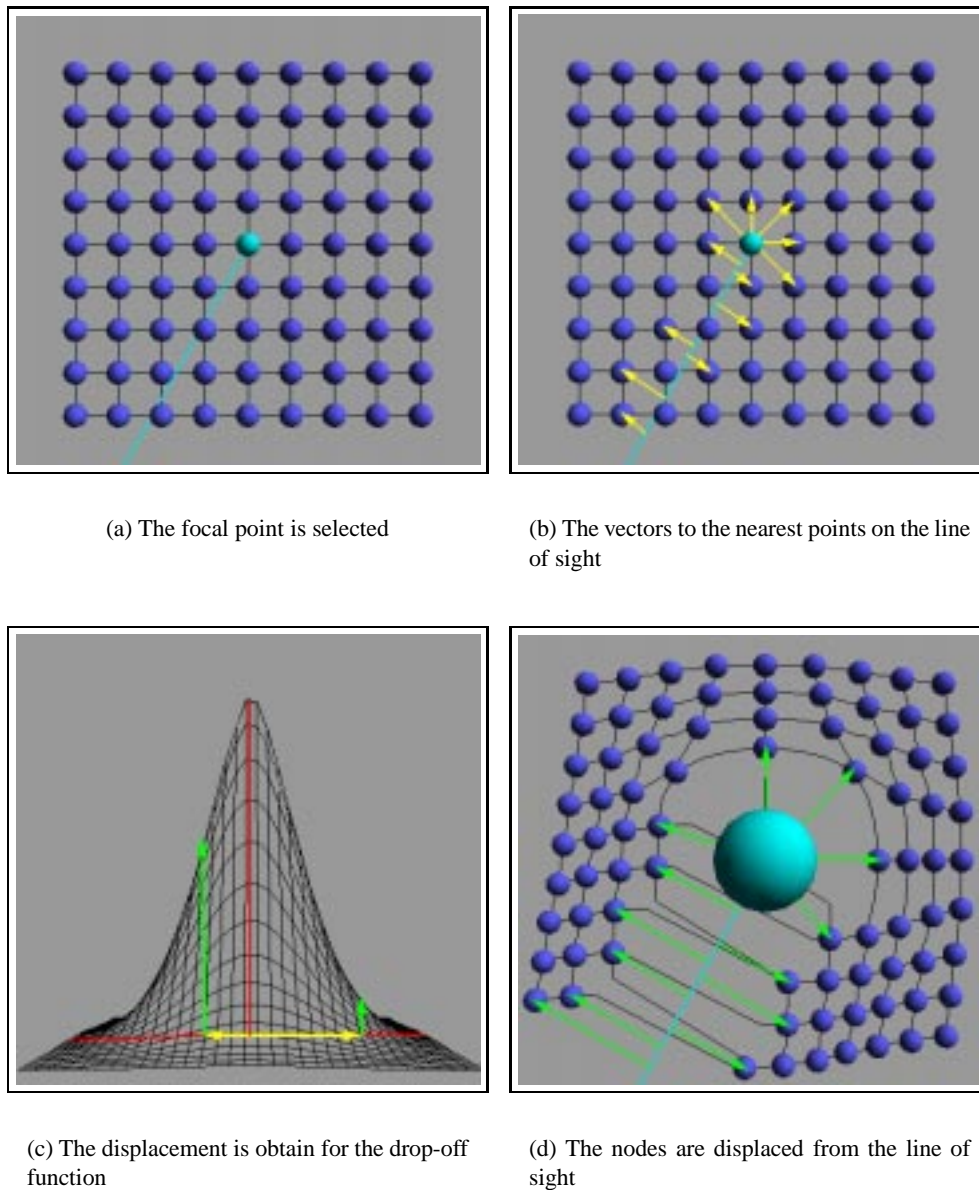 (a) The focal point is selected
(b) The vectors to the nearest points on the line
of sight
(c) The displacement is obtain for the drop-off
function
(d) The nodes are displaced from the line of
sight